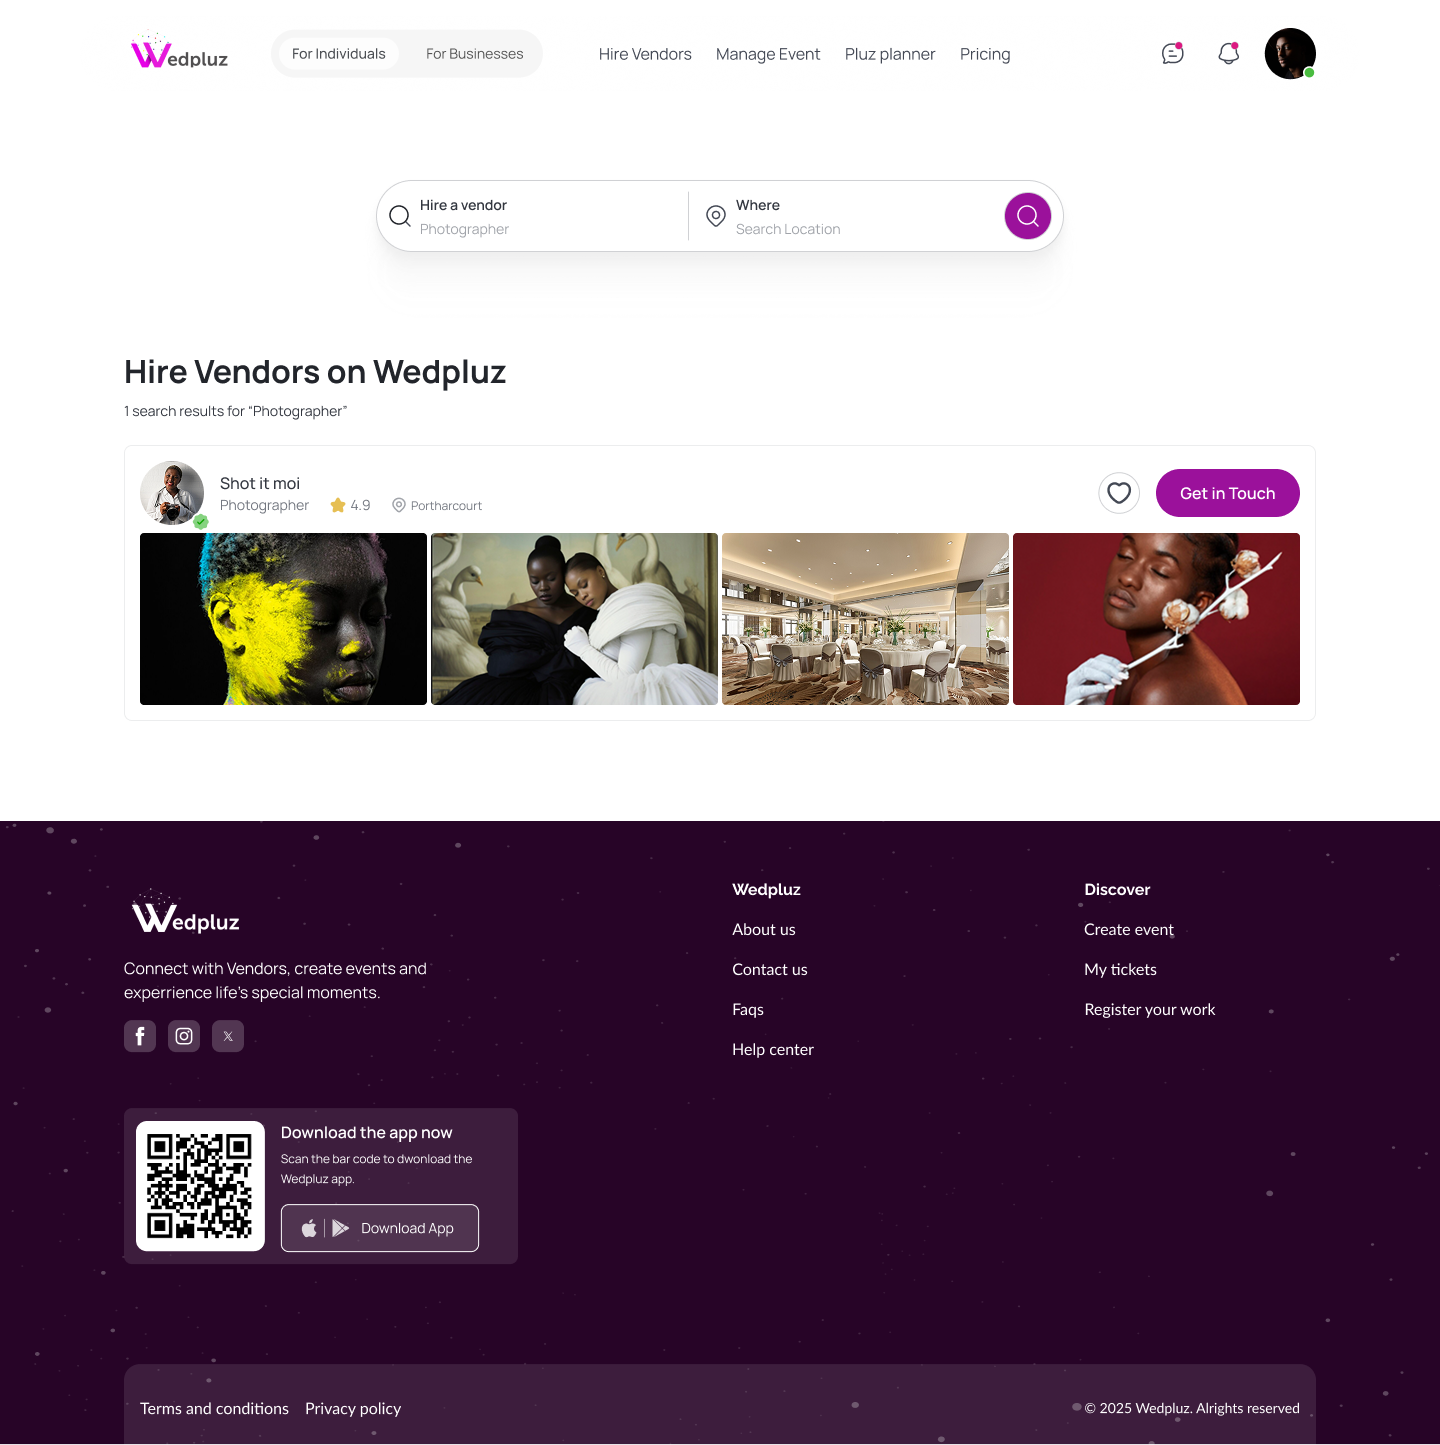 Wedpluz
For Individuals
For Businesses
Hire Vendors
Manage Event
Pluz planner
Pricing
Hire a vendor
Photographer
Where
Search Location
Hire Vendors on Wedpluz
1 search results for “Photographer”
Shot it moi
Photographer
4.9
Portharcourt
Get in Touch
Wedpluz
Connect with Vendors, create events and
experrience life's special moments.
Wedpluz
About us
Contact us
Faqs
Help center
Discover
Create event
My tickets
Register your work
Download the app now
Scan the bar code to dwonload the
Wedpluz app.
Download App
Terms and conditions
Privacy policy
© 2025 Wedpluz. Alrights reserved